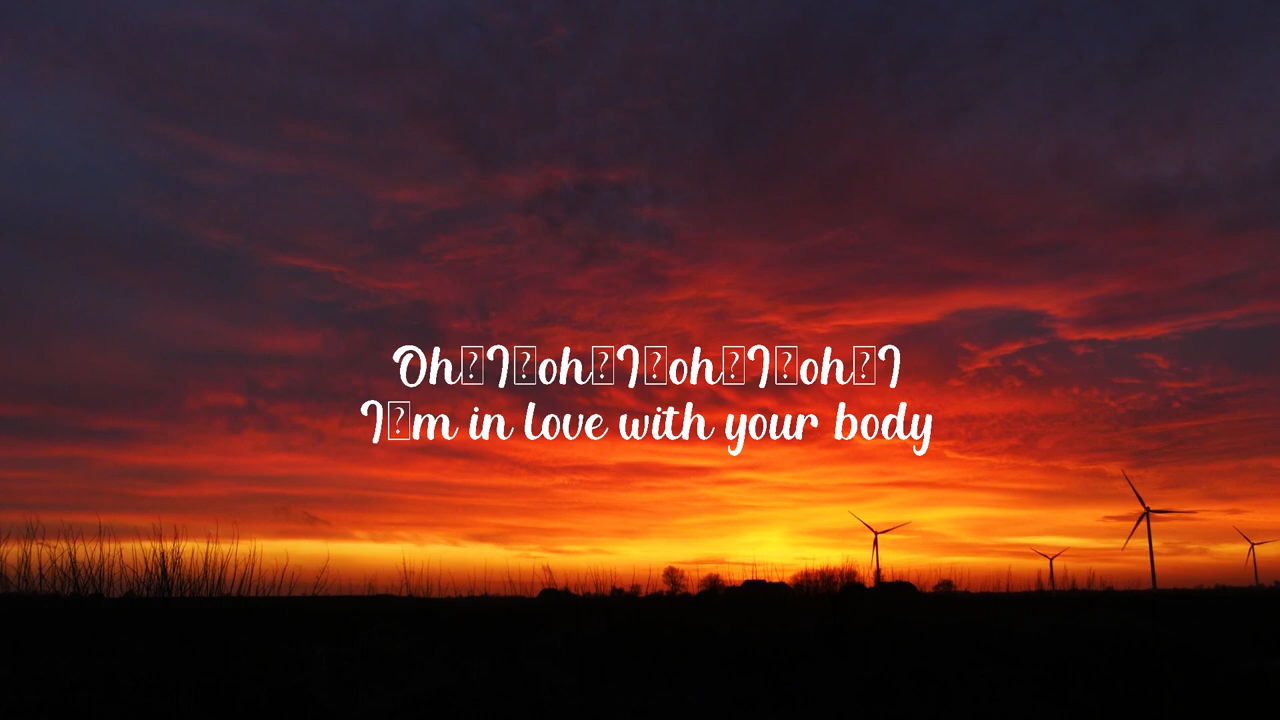 Oh�I�oh�I�oh�I�oh�I
I�m in love with your body